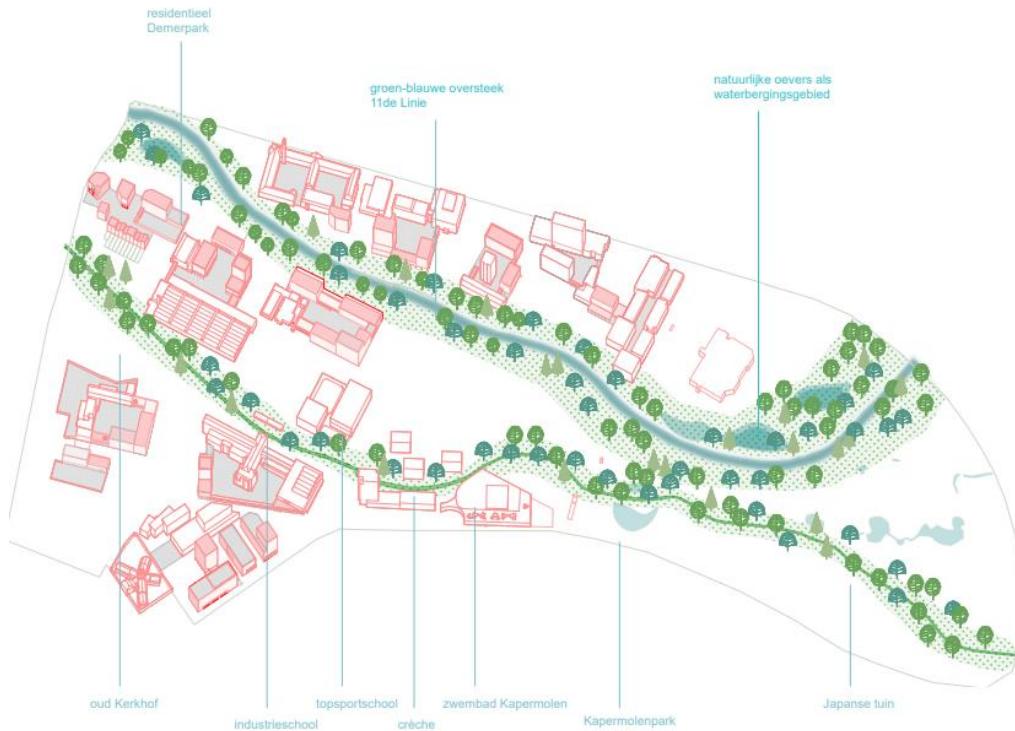 residentieel
Demerpark
groen-blauwe oversteek
11de Linie
natuurlijke oevers als
waterbergingsgebied
oud Kerkhof
industrieschool
topsportschool
crèche
zwembad Kapermolen
Kapermolenpark
Japanse tuin